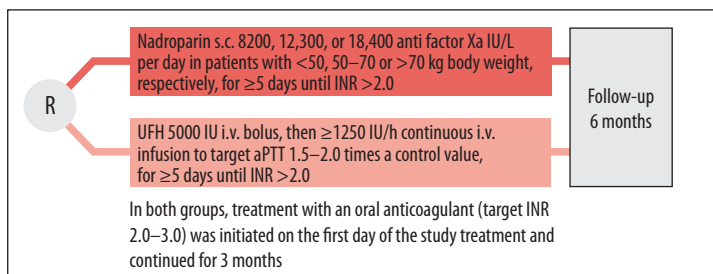 Nadroparin s.c. 8200, 12,300, or 18,400 anti factor Xa IU/L
per day in patients with <50, 50–70 or >70 kg body weight,
respectively, for ≥5 days until INR >2.0
R
UFH 5000 IU i.v. bolus, then ≥1250 IU/h continuous i.v.
infusion to target aPTT 1.5–2.0 times a control value,
for ≥5 days until INR >2.0
Follow-up
6 months
In both groups, treatment with an oral anticoagulant (target INR
2.0–3.0) was initiated on the first day of the study treatment and
continued for 3 months